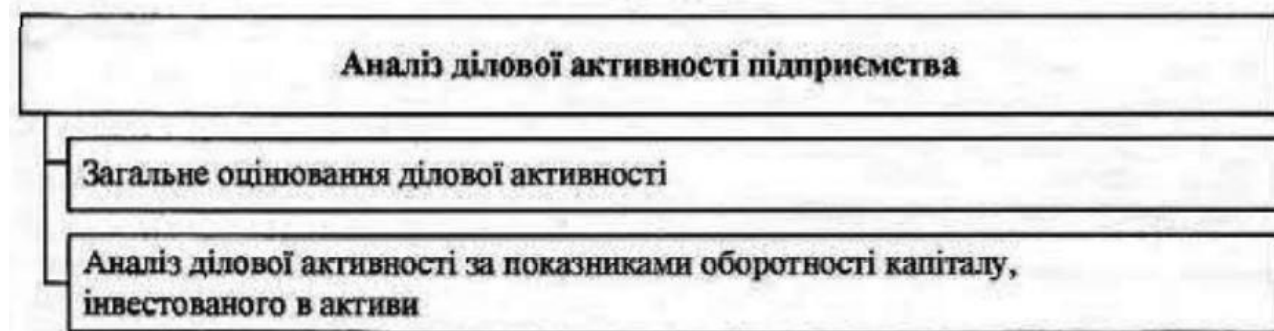 Аналіз ділової активності підприємства
Загальне оцінювання ділової активності
Аналіз ділової активності за показниками оборотності капіталу,
інвестованого в активи